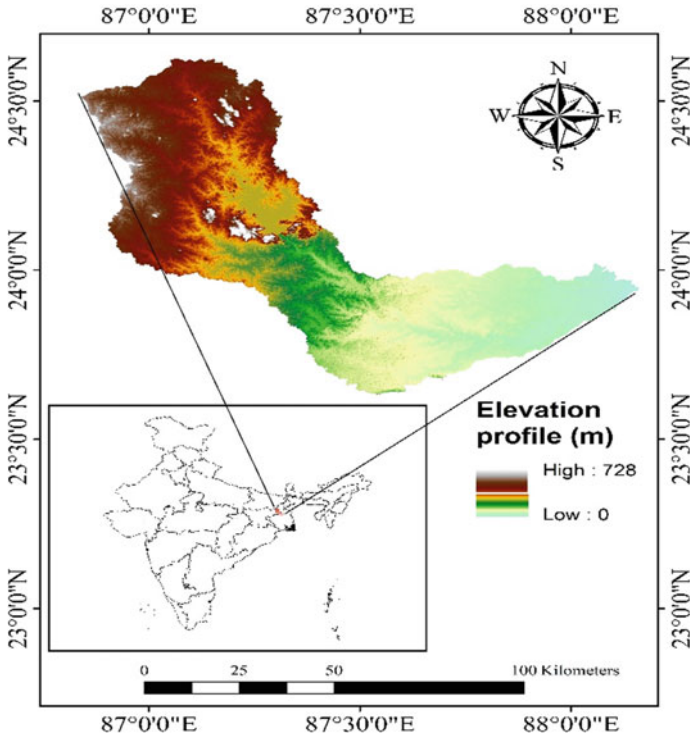 87°0'0"E 87°30'0"E 88°0'0"E
24°30'0"N
24°0'0"N
23°30'0"N
23°0'0"N
N
W E
S
Elevation
profile (m)
High : 728
Low : 0
0 25 50 100 Kilometers
24°30'0"N
24°0'0"N
23°30'0"N
23°0'0"N
87°0'0"E 87°30'0"E 88°0'0"E